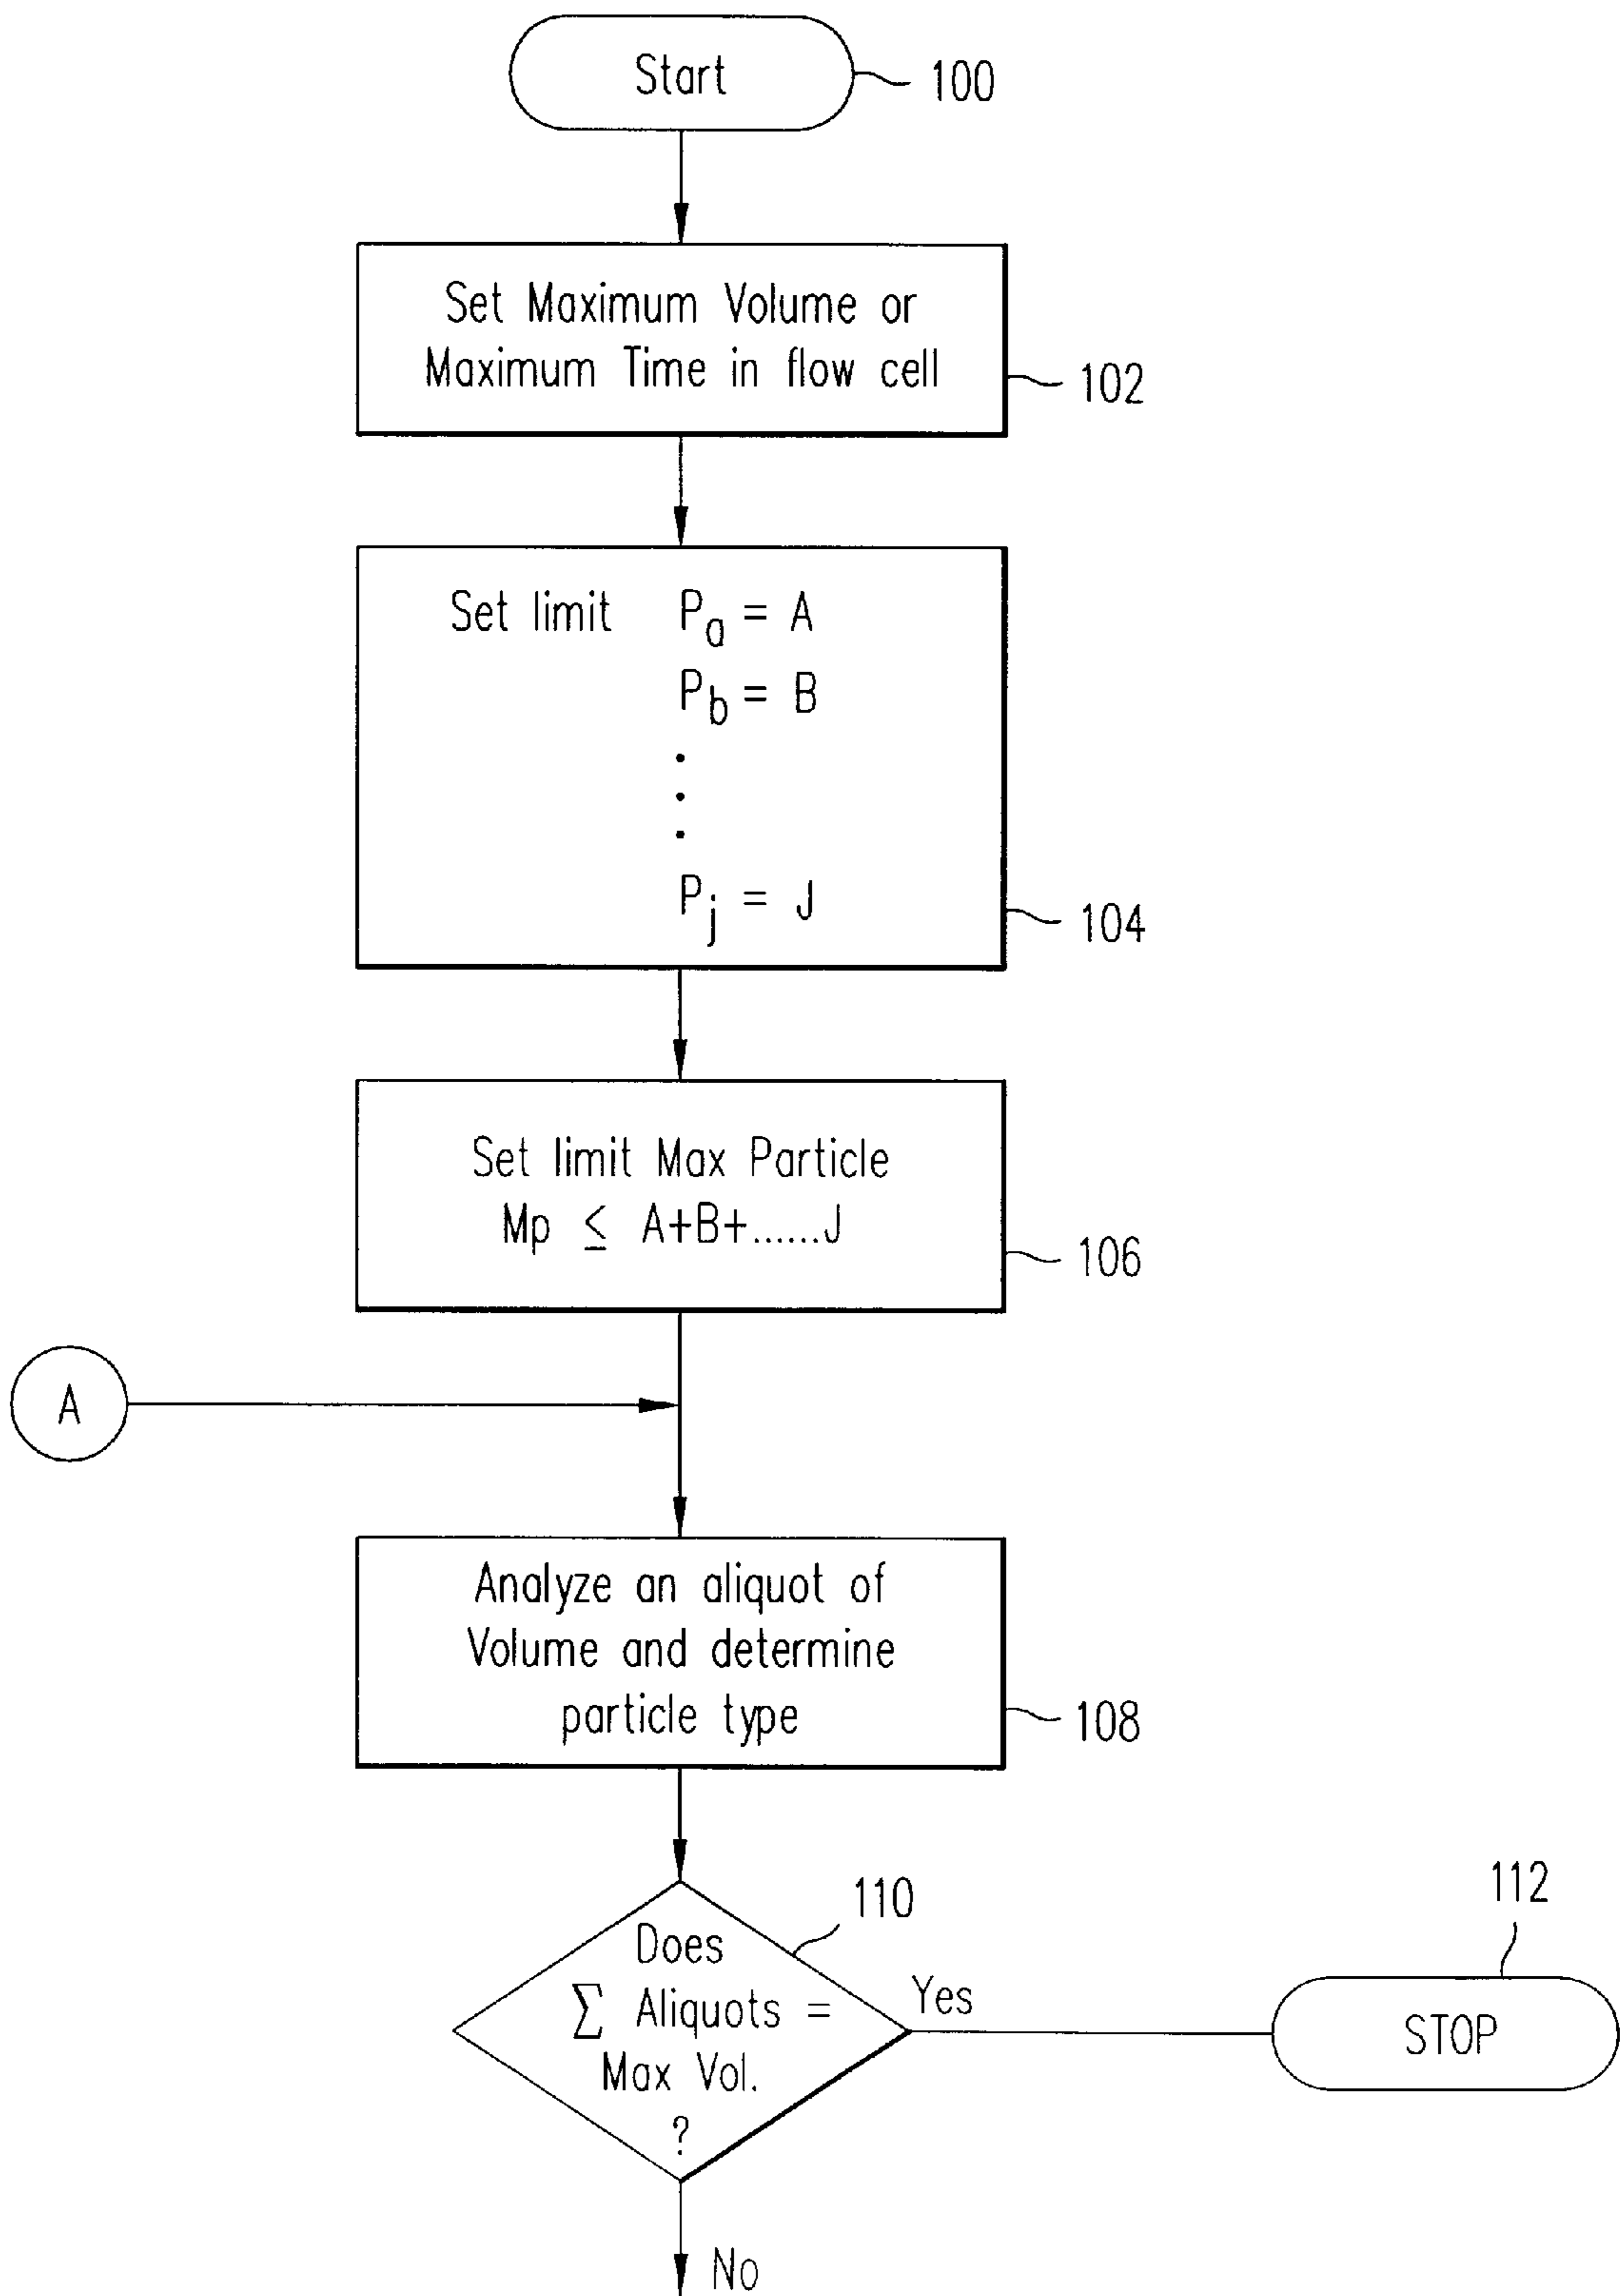 Start
100
Set Maximum Volume or
Maximum Time in flow cell
102
Set limit Pa = A
Pb = B
.
.
.
Pj = J
104
Set limit Max Particle
Mp ≤ A+B+......J
106
A
Analyze an aliquot of
Volume and determine
particle type
108
110
Does
∑ Aliquots =
Max Vol.
?
Yes
112
STOP
No